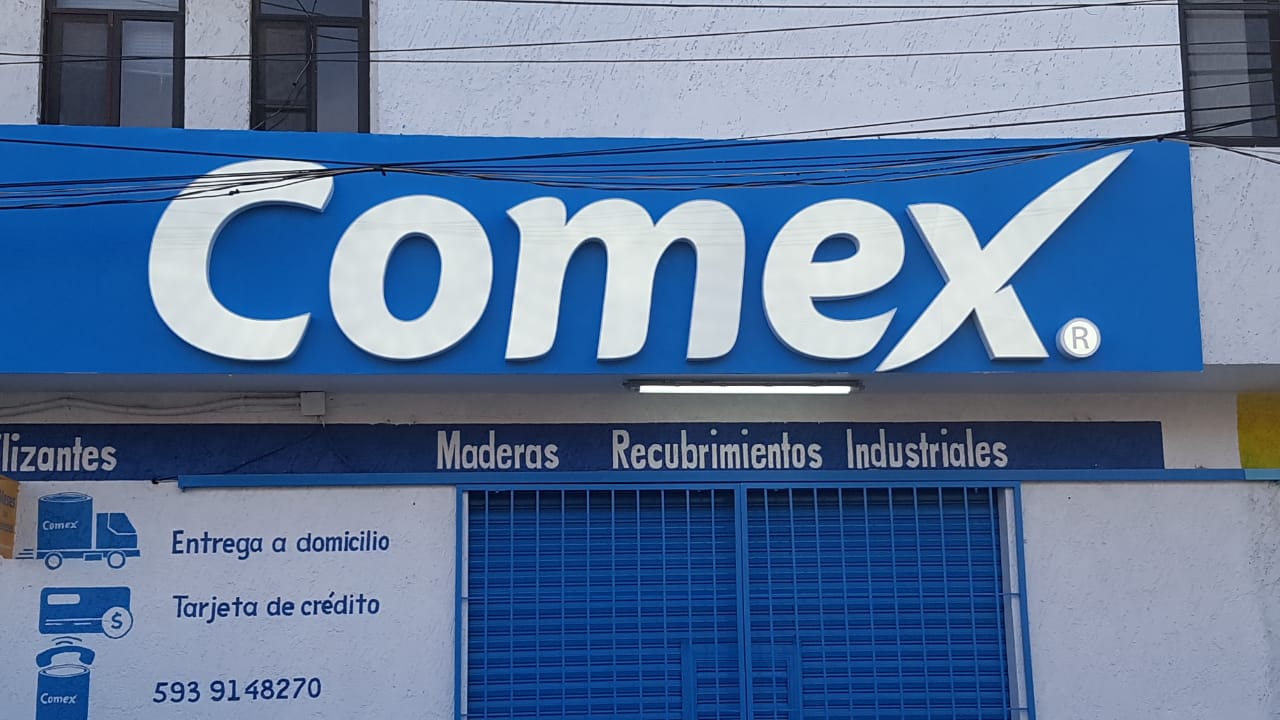 Comex®
lizantes Maderas Recubrimientos Industriales
Comex
Entrega a domicilio
$
Tarjeta de crédito
Comex
593 9148270